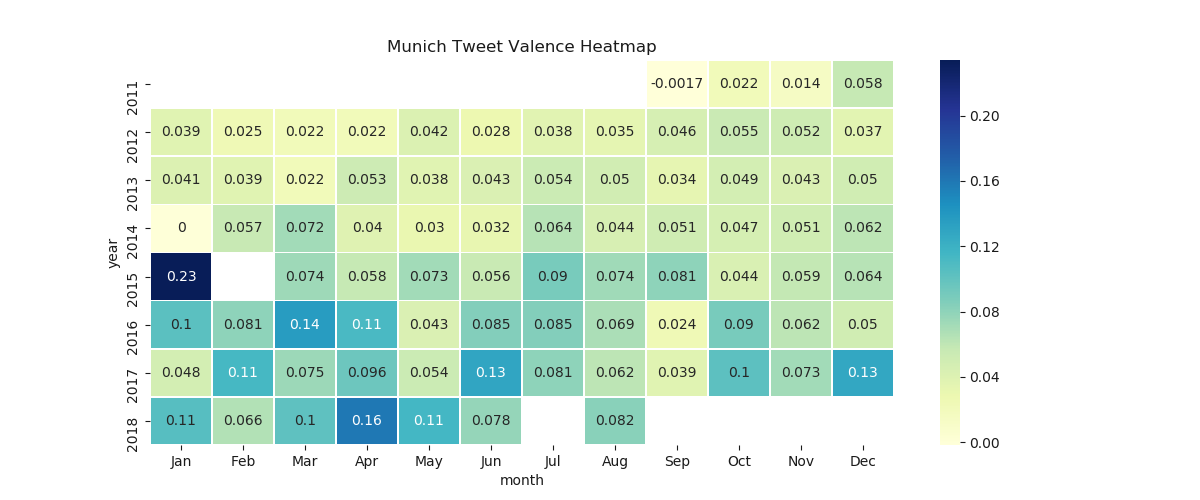 Munich Tweet Valence Heatmap
2011 -0.0017 0.022 0.014 0.058
2012 0.039 0.025 0.022 0.022 0.042 0.028 0.038 0.035 0.046 0.055 0.052 0.037
2013 0.041 0.039 0.022 0.053 0.038 0.043 0.054 0.05 0.034 0.049 0.043 0.05
2014 0 0.057 0.072 0.04 0.03 0.032 0.064 0.044 0.051 0.047 0.051 0.062
2015 0.23 0.074 0.058 0.073 0.056 0.09 0.074 0.081 0.044 0.059 0.064
2016 0.1 0.081 0.14 0.11 0.043 0.085 0.085 0.069 0.024 0.09 0.062 0.05
2017 0.048 0.11 0.075 0.096 0.054 0.13 0.081 0.062 0.039 0.1 0.073 0.13
2018 0.11 0.066 0.1 0.16 0.11 0.078 0.082
Jan Feb Mar Apr May Jun Jul Aug Sep Oct Nov Dec
month
year
0.20
0.16
0.12
0.08
0.04
0.00